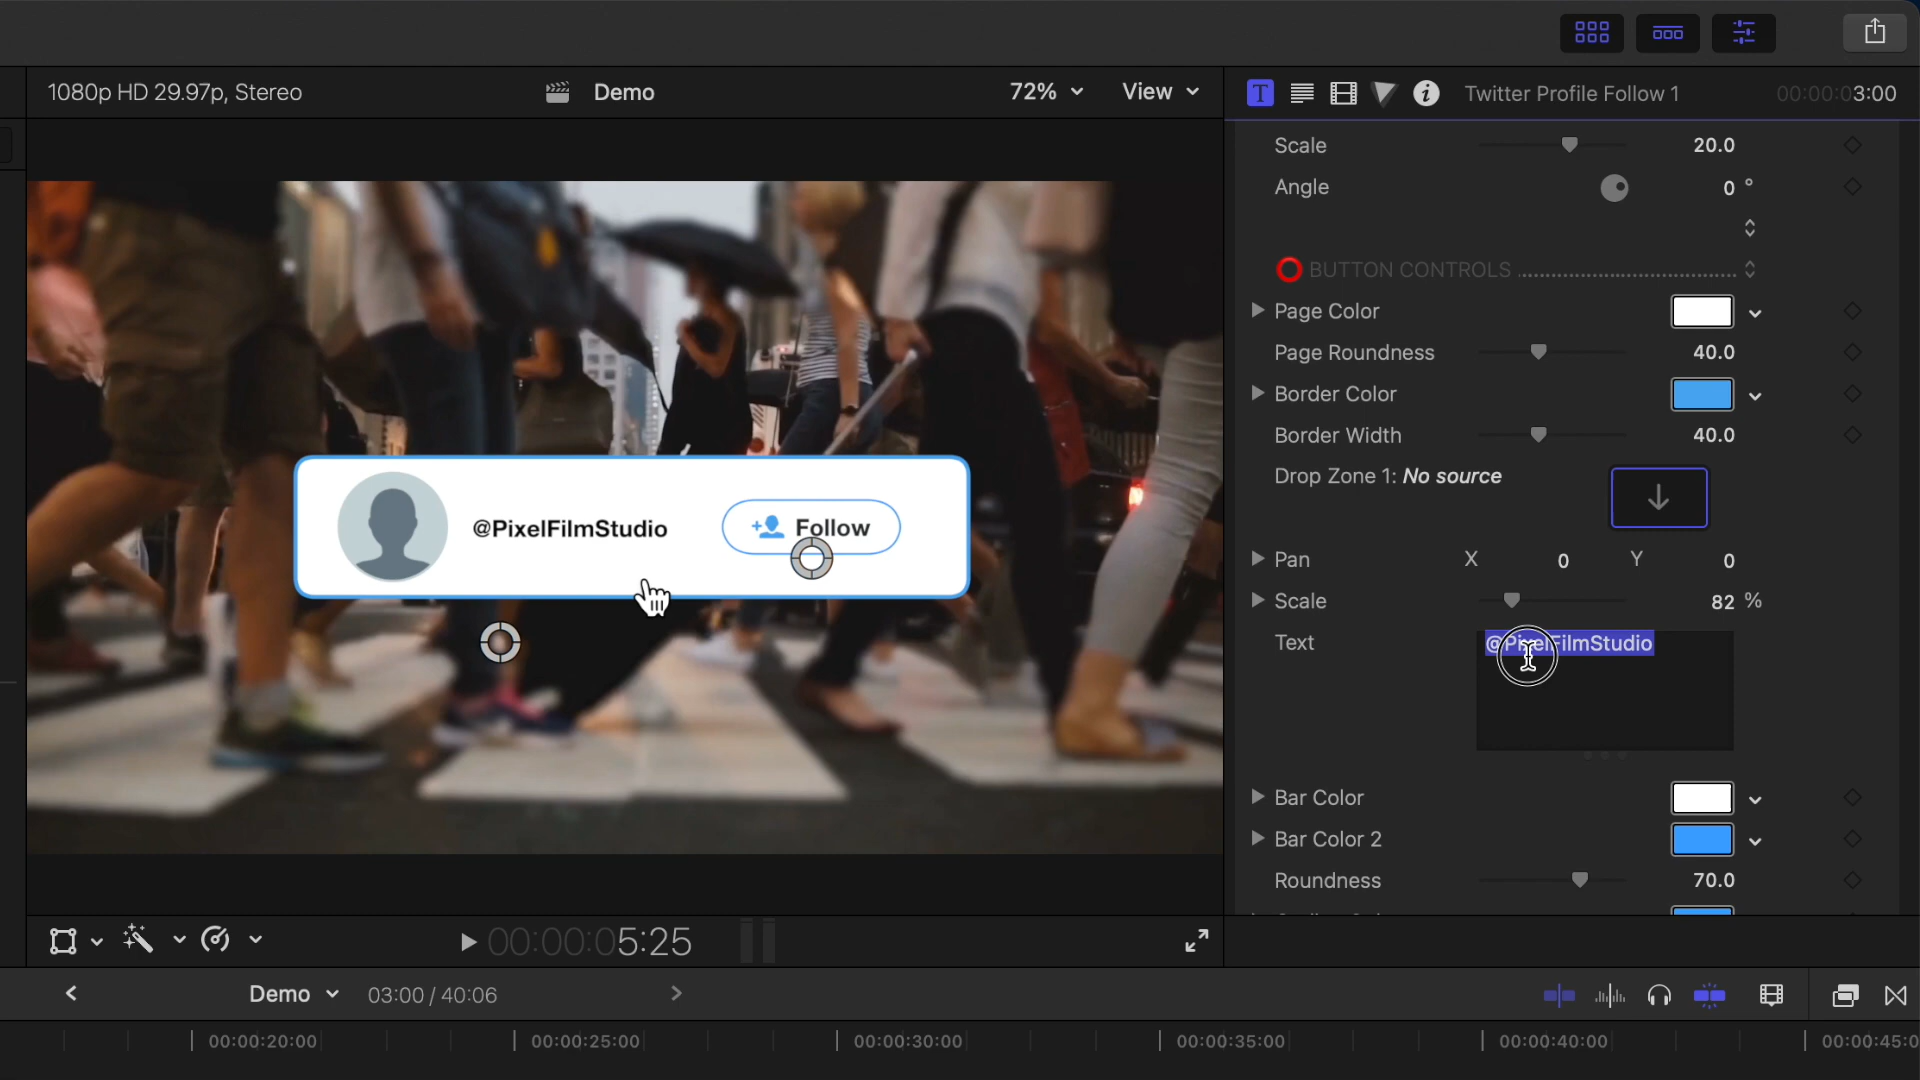 1080p HD 29.97p, Stereo
Demo
72%
View
T
Twitter Profile Follow 1
00:00:03:00
Scale
20.0
Angle
0 °
BUTTON CONTROLS
Page Color
Page Roundness
40.0
Border Color
Border Width
40.0
Drop Zone 1: No source
Pan
X
0
Y
0
Scale
82 %
Text
@PixelFilmStudio
Bar Color
Bar Color 2
Roundness
70.0
@PixelFilmStudio
Follow
00:00:05:25
Demo
03:00 / 40:06
00:00:20:00
00:00:25:00
00:00:30:00
00:00:35:00
00:00:40:00
00:00:45:0